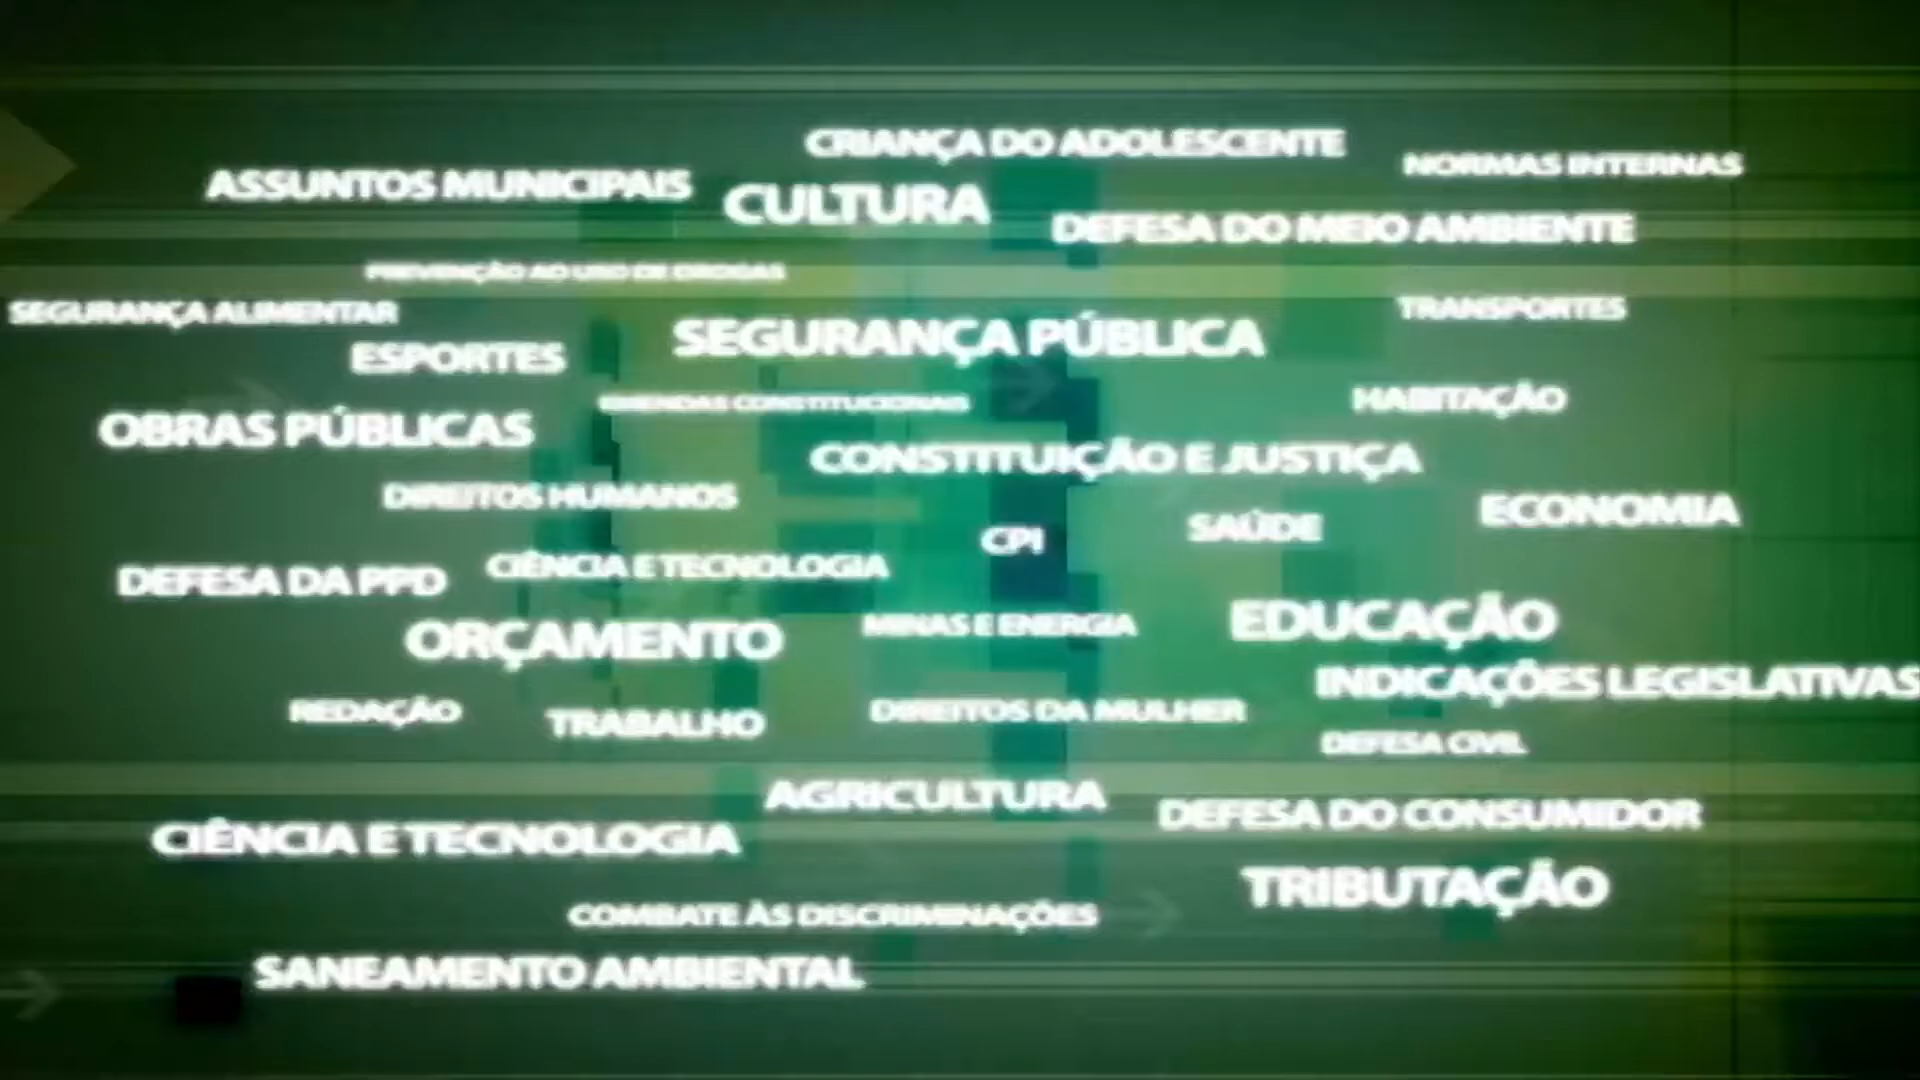 CRIANÇA DO ADOLESCENTE
NORMAS INTERNAS
ASSUNTOS MUNICIPAIS
CULTURA
DEFESA DO MEIO AMBIENTE
PREVENÇÃO AO USO DE DROGAS
SEGURANÇA ALIMENTAR
TRANSPORTES
SEGURANÇA PÚBLICA
ESPORTES
EMENDAS CONSTITUCIONAIS
HABITAÇÃO
OBRAS PÚBLICAS
CONSTITUIÇÃO E JUSTIÇA
DIREITOS HUMANOS
ECONOMIA
SAÚDE
CPI
CIÊNCIA E TECNOLOGIA
DEFESA DA PPD
EDUCAÇÃO
MINAS E ENERGIA
ORÇAMENTO
INDICAÇÕES LEGISLATIVAS
REDAÇÃO
TRABALHO
DIREITOS DA MULHER
DEFESA CIVIL
AGRICULTURA
DEFESA DO CONSUMIDOR
CIÊNCIA E TECNOLOGIA
TRIBUTAÇÃO
COMBATE ÀS DISCRIMINAÇÕES
SANEAMENTO AMBIENTAL